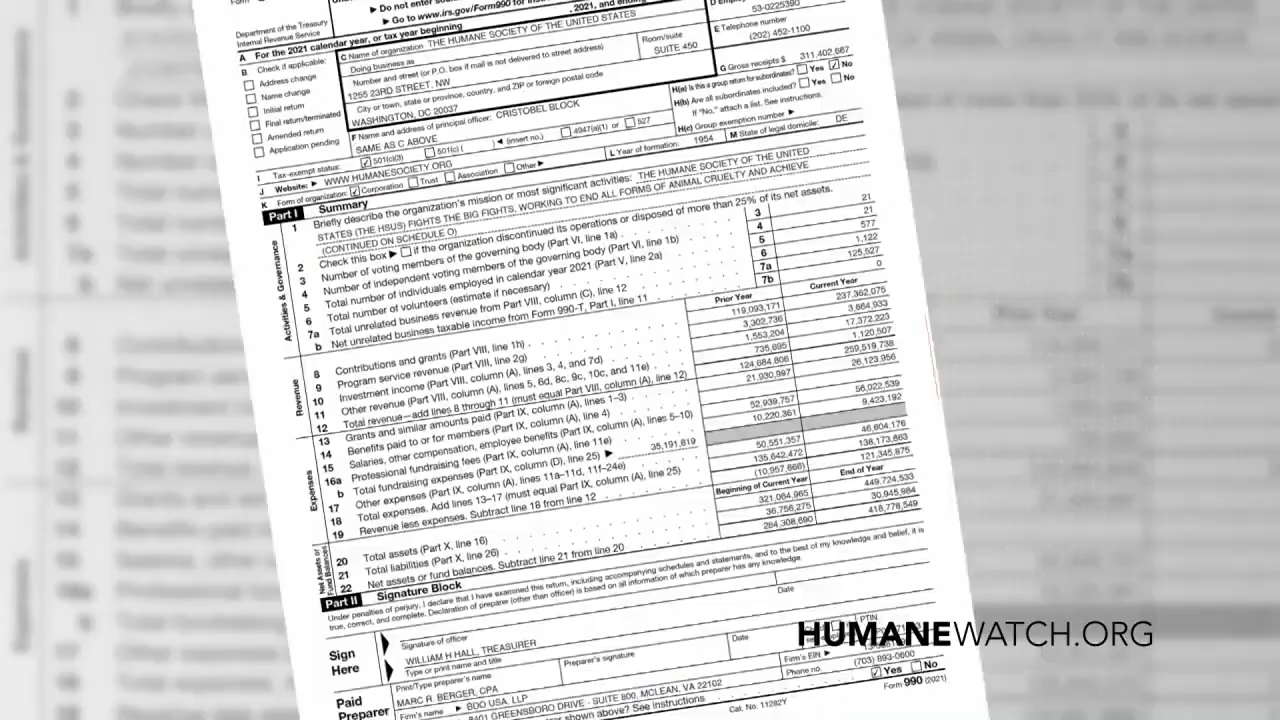 Form
► Do not enter soc
Department of the Treasury
Internal Revenue Service
► Go to www.irs.gov/Form990 for inst
A For the 2021 calendar year, or tax year beginning , 2021, and ending
B Check if applicable:
Address change
Name change
Initial return
Final return/terminated
Amended return
Application pending
C Name of organization THE HUMANE SOCIETY OF THE UNITED STATES
Doing business as
Number and street (or P.O. box if mail is not delivered to street address)
Room/suite
1255 23RD STREET, NW
SUITE 450
City or town, state or province, country, and ZIP or foreign postal code
WASHINGTON, DC 20037
53-0225390
E Telephone number
(202) 452-1100
G Gross receipts $ 311,402,667
F Name and address of principal officer: CRISTOBEL BLOCK
SAME AS C ABOVE
H(a) Is this a group return for subordinates? Yes ✓ No
H(b) Are all subordinates included? Yes No
If "No," attach a list. See instructions.
H(c) Group exemption number ►
I Tax-exempt status: ✓ 501(c)(3) 501(c) ( ) ◄ (insert no.) 4947(a)(1) or 527
J Website: ► WWW.HUMANESOCIETY.ORG
K Form of organization: ✓ Corporation Trust Association Other ►
L Year of formation: 1954
M State of legal domicile: DE
Part I Summary
1 Briefly describe the organization's mission or most significant activities: THE HUMANE SOCIETY OF THE UNITED
STATES (THE HSUS) FIGHTS THE BIG FIGHTS, WORKING TO END ALL FORMS OF ANIMAL CRUELTY AND ACHIEVE
(CONTINUED ON SCHEDULE O)
2 Check this box ► if the organization discontinued its operations or disposed of more than 25% of its net assets.
3 Number of voting members of the governing body (Part VI, line 1a) 3 21
4 Number of independent voting members of the governing body (Part VI, line 1b) 4 21
5 Total number of individuals employed in calendar year 2021 (Part V, line 2a) 5 577
6 Total number of volunteers (estimate if necessary) 6 1,122
7a Total unrelated business revenue from Part VIII, column (C), line 12 7a 125,527
b Net unrelated business taxable income from Form 990-T, Part I, line 11 7b 0
Activities & Governance
Prior Year Current Year
8 Contributions and grants (Part VIII, line 1h) 119,093,171 237,362,075
9 Program service revenue (Part VIII, line 2g) 3,302,736 3,664,933
10 Investment income (Part VIII, column (A), lines 3, 4, and 7d) 1,553,204 17,372,223
11 Other revenue (Part VIII, column (A), lines 5, 6d, 8c, 9c, 10c, and 11e) 735,695 1,120,507
12 Total revenue—add lines 8 through 11 (must equal Part VIII, column (A), line 12) 124,684,806 259,519,738
Revenue
13 Grants and similar amounts paid (Part IX, column (A), lines 1–3) 21,930,997 26,123,956
14 Benefits paid to or for members (Part IX, column (A), line 4)
15 Salaries, other compensation, employee benefits (Part IX, column (A), lines 5–10) 52,939,757 56,022,539
16a Professional fundraising fees (Part IX, column (A), line 11e) 10,220,361 9,423,192
b Total fundraising expenses (Part IX, column (D), line 25) ► 35,191,819
17 Other expenses (Part IX, column (A), lines 11a–11d, 11f–24e) 50,551,357 46,604,176
18 Total expenses. Add lines 13–17 (must equal Part IX, column (A), line 25) 135,642,472 138,173,863
19 Revenue less expenses. Subtract line 18 from line 12 (10,957,666) 121,345,875
Expenses
Beginning of Current Year End of Year
20 Total assets (Part X, line 16) 321,064,965 449,724,533
21 Total liabilities (Part X, line 26) 36,756,275 30,945,984
22 Net assets or fund balances. Subtract line 21 from line 20 284,308,690 418,778,549
Net Assets or
Fund Balances
Part II Signature Block
Under penalties of perjury, I declare that I have examined this return, including accompanying schedules and statements, and to the best of my knowledge and belief, it is
true, correct, and complete. Declaration of preparer (other than officer) is based on all information of which preparer has any knowledge.
Sign
Here
Signature of officer
Date
WILLIAM H HALL, TREASURER
Type or print name and title
Paid
Preparer
Print/Type preparer's name
Preparer's signature
Date
PTIN
MARC R. BERGER, CPA
Firm's name ► BDO USA, LLP
Firm's EIN ►
8401 GREENSBORO DRIVE - SUITE 800, MCLEAN, VA 22102
Phone no. (703) 893-0600
shown above? See instructions
✓ Yes No
Cat. No. 11282Y
Form 990 (2021)
HUMANEWATCH.ORG